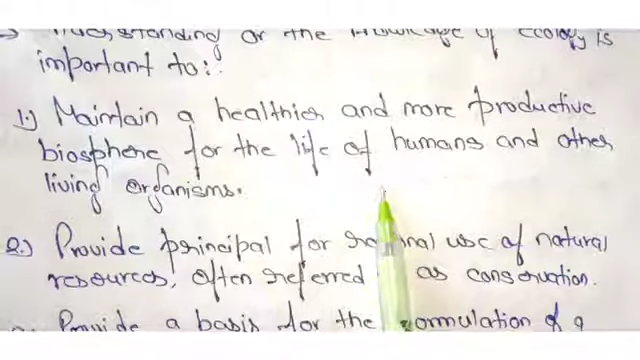 Understanding or the knowledge of ecology is
important to:-
1.) Maintain a healthier and more productive
biosphere for the life of humans and other
living organisms.
2.) Provide principal for use of natural
resources, often referred as conservation.
Provide a basis for the formulation of a